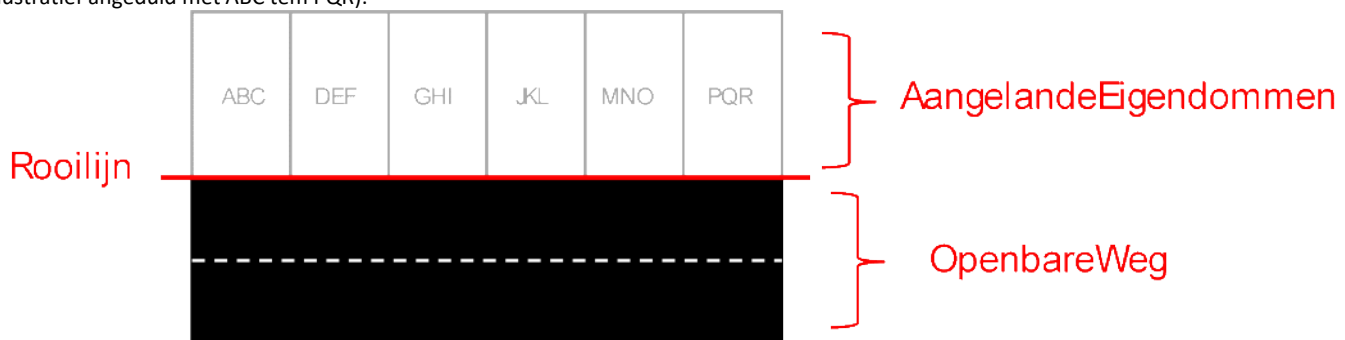 ABC DEF GHI JKL MNO PQR
AangelandeEigendommen
Rooilijn
OpenbareWeg